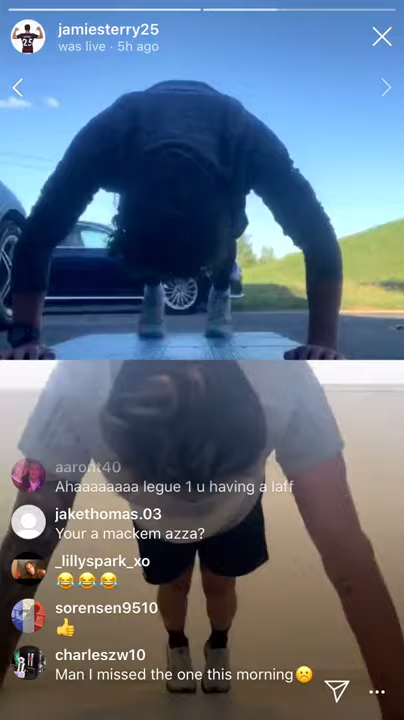 jamiesterry25
was live · 5h ago
25
aaront40
Ahaaaaaaaa legue 1 u having a laff
jakethomas.03
Your a mackem azza?
_lillyspark_xo
😂😂😂
sorensen9510
👍
charleszw10
Man I missed the one this morning☹️